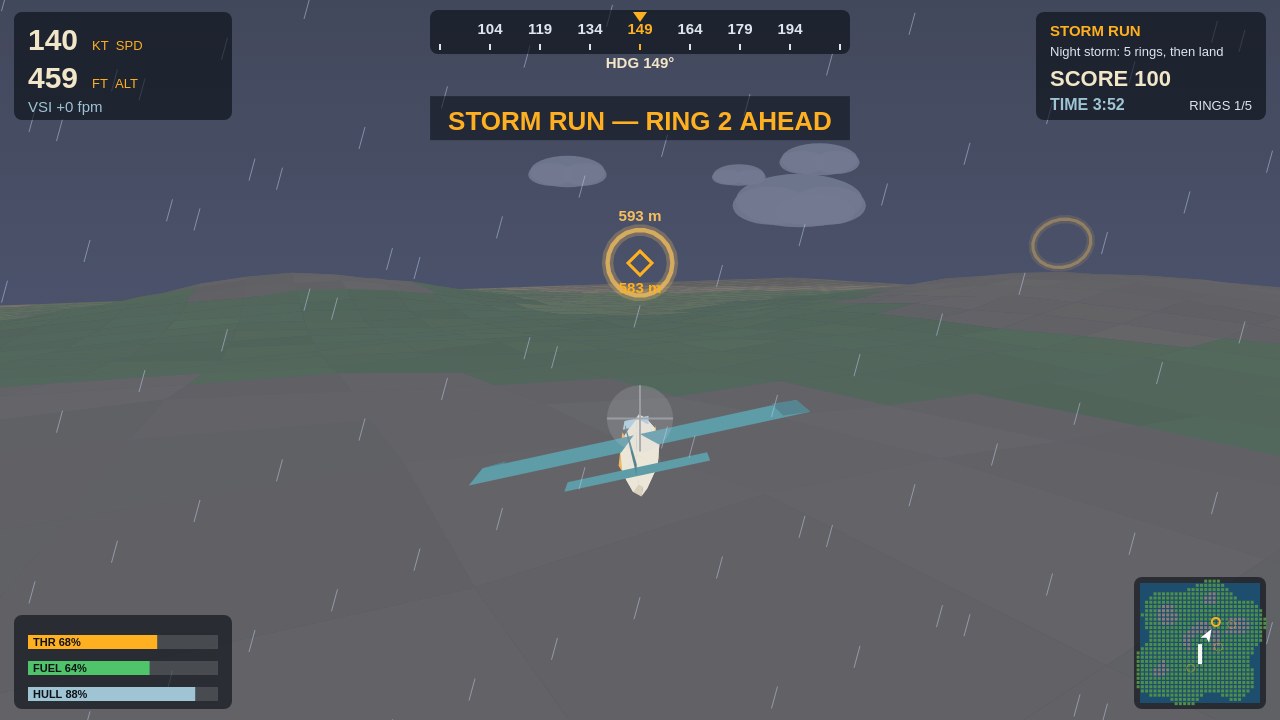 140 KT SPD
459 FT ALT
VSI +0 fpm
104 119 134 149 164 179 194
HDG 149°
STORM RUN — RING 2 AHEAD
STORM RUN
Night storm: 5 rings, then land
SCORE 100
TIME 3:52 RINGS 1/5
593 m
583 m
THR 68%
FUEL 64%
HULL 88%